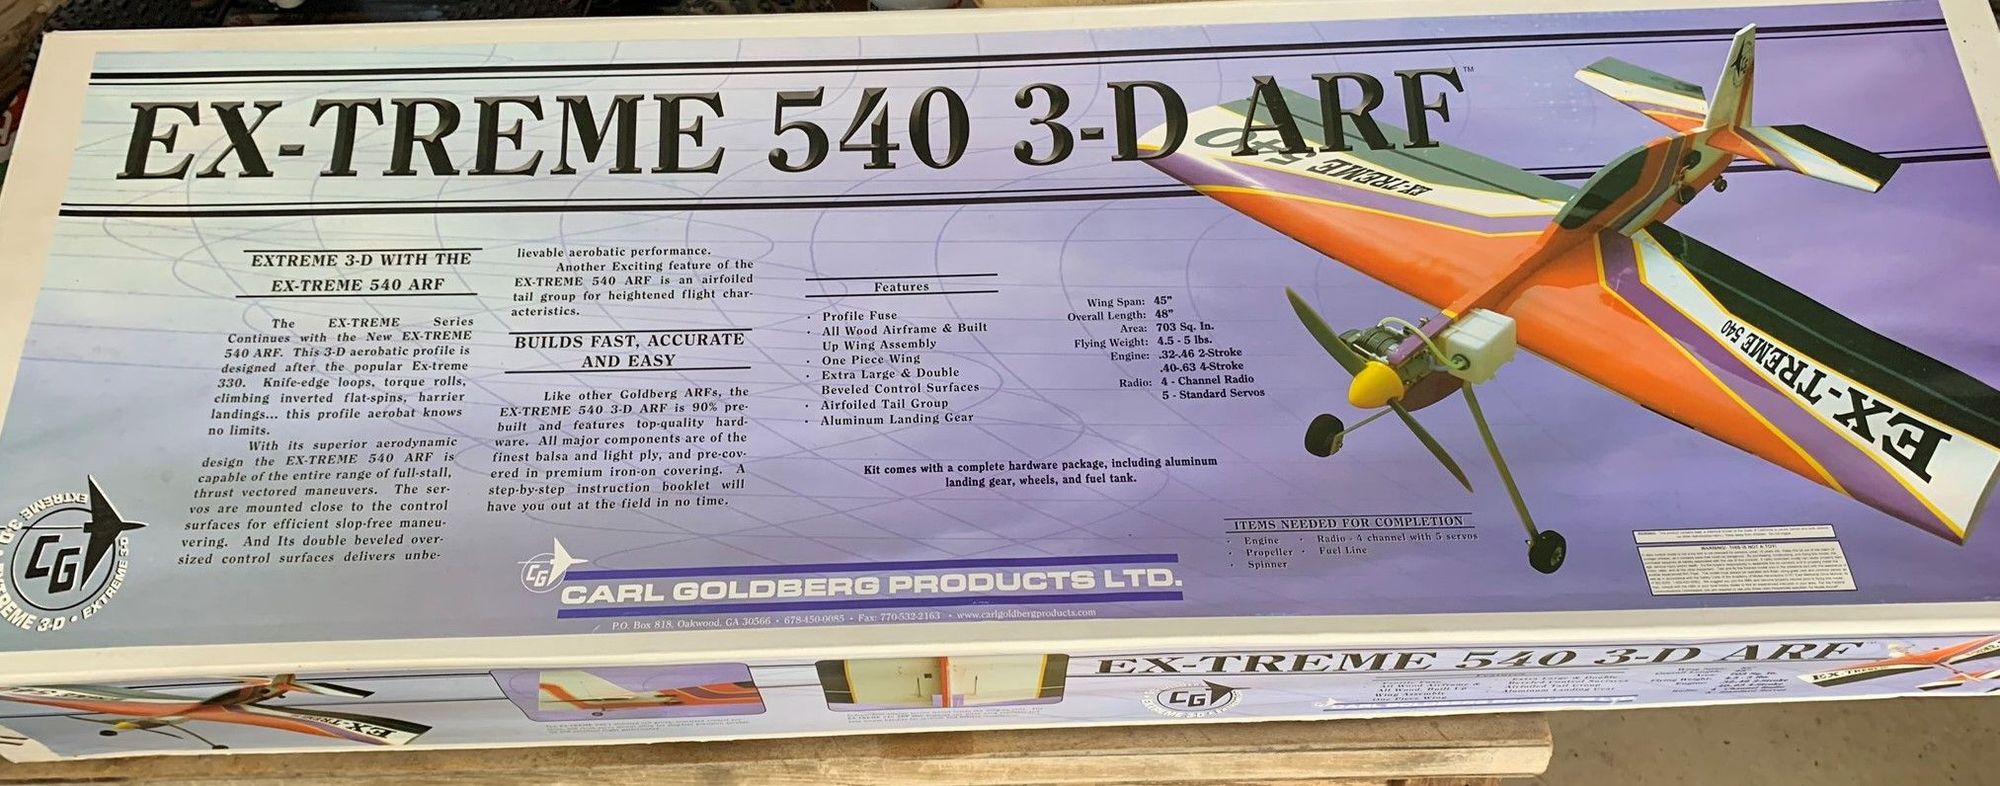 EX-TREME 540 3-D ARF™
EXTREME 3-D WITH THE
EX-TREME 540 ARF
The EX-TREME Series
Continues with the New EX-TREME
540 ARF. This 3-D aerobatic profile is
designed after the popular Ex-treme
330. Knife-edge loops, torque rolls,
climbing inverted flat-spins, harrier
landings... this profile aerobat knows
no limits.
With its superior aerodynamic
design the EX-TREME 540 ARF is
capable of the entire range of full-stall,
thrust vectored maneuvers. The ser-
vos are mounted close to the control
surfaces for efficient slop-free maneu-
vering. And Its double beveled over-
sized control surfaces delivers unbe-
lievable aerobatic performance.
Another Exciting feature of the
EX-TREME 540 ARF is an airfoiled
tail group for heightened flight char-
acteristics.
BUILDS FAST, ACCURATE
AND EASY
Like other Goldberg ARFs, the
EX-TREME 540 3-D ARF is 90% pre-
built and features top-quality hard-
ware. All major components are of the
finest balsa and light ply, and pre-cov-
ered in premium iron-on covering. A
step-by-step instruction booklet will
have you out at the field in no time.
Features
· Profile Fuse
· All Wood Airframe & Built
Up Wing Assembly
· One Piece Wing
· Extra Large & Double
Beveled Control Surfaces
· Airfoiled Tail Group
· Aluminum Landing Gear
Wing Span: 45"
Overall Length: 48"
Area: 703 Sq. In.
Flying Weight: 4.5 - 5 lbs.
Engine: .32-.46 2-Stroke
.40-.63 4-Stroke
Radio: 4 - Channel Radio
5 - Standard Servos
Kit comes with a complete hardware package, including aluminum
landing gear, wheels, and fuel tank.
ITEMS NEEDED FOR COMPLETION
· Engine · Radio - 4 channel with 5 servos
· Propeller · Fuel Line
· Spinner
CG
EXTREME 3-D • EXTREME 3-D • EXTREME 3-D
CG
CARL GOLDBERG PRODUCTS LTD.
P.O. Box 818, Oakwood, GA 30566 • 678-450-0085 • Fax: 770-532-2163 • www.carlgoldbergproducts.com
EX-TREME 540
EX-TREME 540
EX-TREME
WARNING: THIS IS NOT A TOY!
EX-TREME 540 3-D ARF
CG
EX
EX